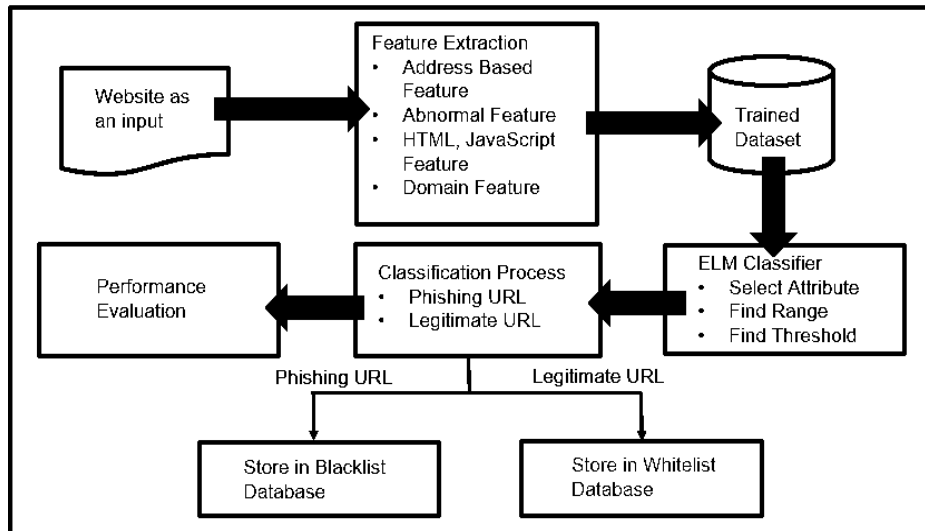 Website as
an input
Feature Extraction
• Address Based
Feature
• Abnormal Feature
• HTML, JavaScript
Feature
• Domain Feature
Trained
Dataset
ELM Classifier
• Select Attribute
• Find Range
• Find Threshold
Classification Process
• Phishing URL
• Legitimate URL
Performance
Evaluation
Phishing URL
Legitimate URL
Store in Blacklist
Database
Store in Whitelist
Database